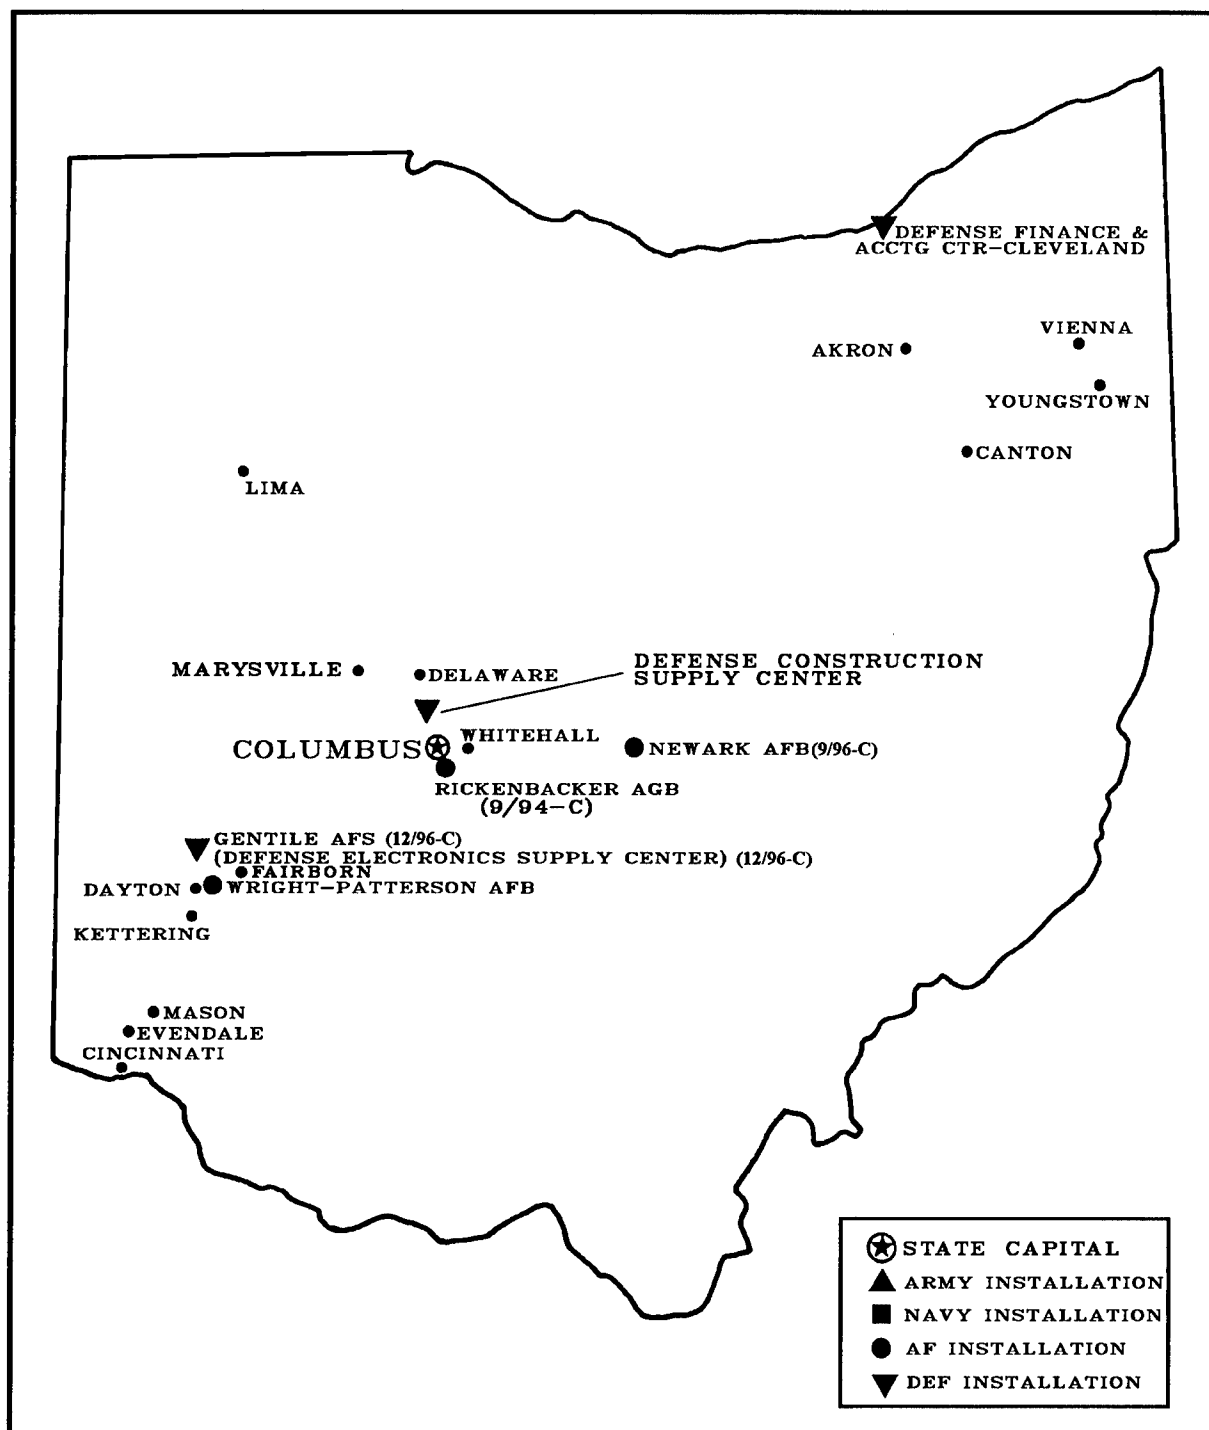 DEFENSE FINANCE &
ACCTG CTR-CLEVELAND
VIENNA
AKRON
YOUNGSTOWN
CANTON
LIMA
DEFENSE CONSTRUCTION
SUPPLY CENTER
MARYSVILLE
DELAWARE
WHITEHALL
COLUMBUS
NEWARK AFB(9/96-C)
RICKENBACKER AGB
(9/94-C)
GENTILE AFS (12/96-C)
(DEFENSE ELECTRONICS SUPPLY CENTER) (12/96-C)
FAIRBORN
DAYTON
WRIGHT-PATTERSON AFB
KETTERING
MASON
EVENDALE
CINCINNATI
STATE CAPITAL
ARMY INSTALLATION
NAVY INSTALLATION
AF INSTALLATION
DEF INSTALLATION